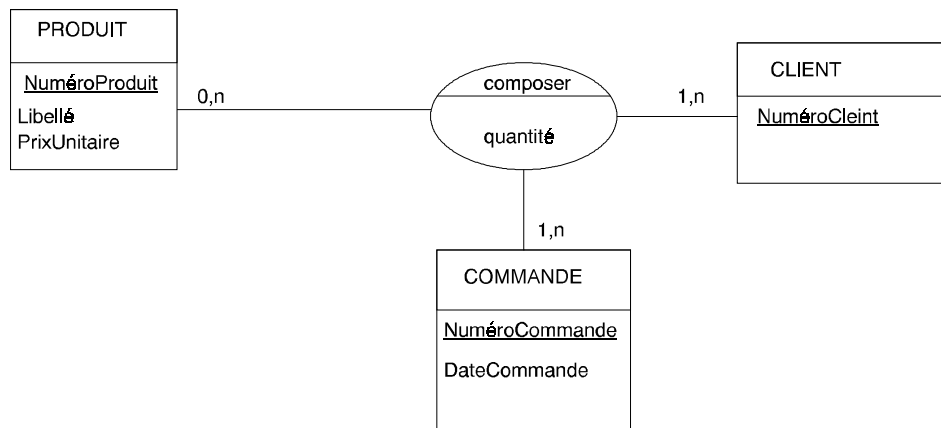 PRODUIT
NuméroProduit
Libellé
PrixUnitaire
0,n
composer
quantité
1,n
CLIENT
NuméroCleint
1,n
COMMANDE
NuméroCommande
DateCommande